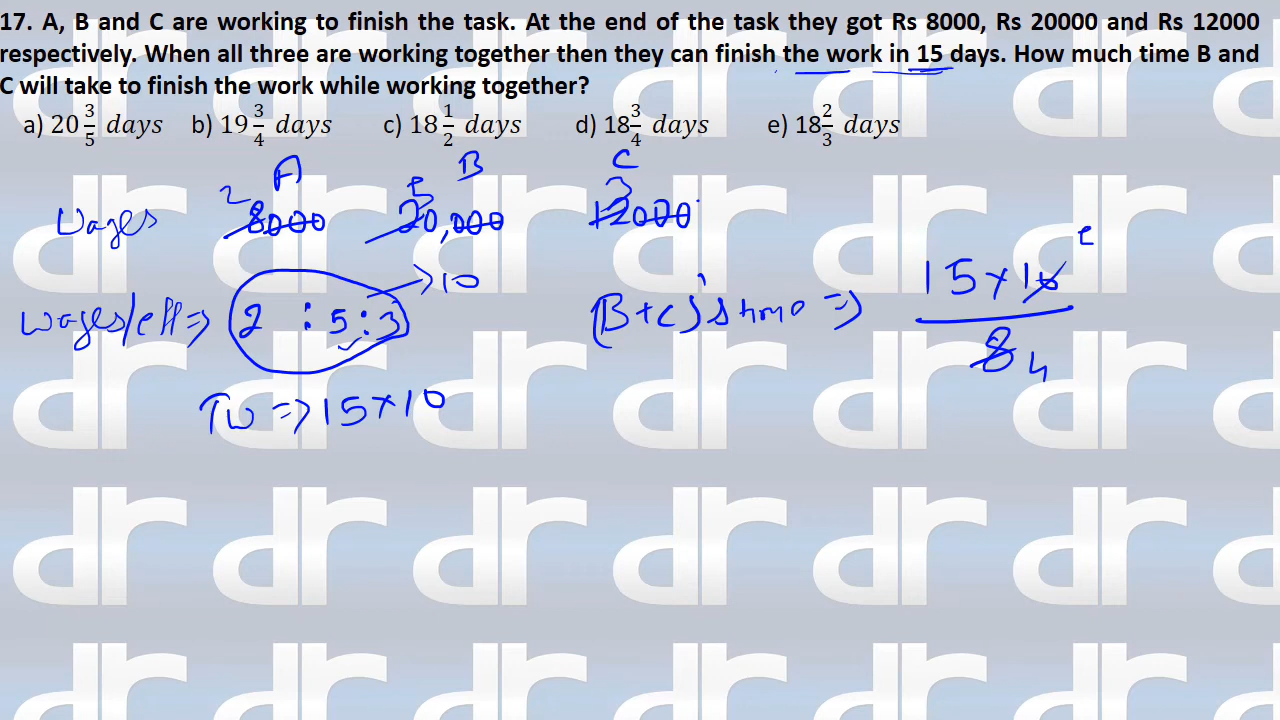 17. A, B and C are working to finish the task. At the end of the task they got Rs 8000, Rs 20000 and Rs 12000
respectively. When all three are working together then they can finish the work in 15 days. How much time B and
C will take to finish the work while working together?
a) 20 3/5 days b) 19 3/4 days c) 18 1/2 days d) 18 3/4 days e) 18 2/3 days
A B C
2 5 3
Wages 8000 20,000 12000
10
wages/eff => 2 : 5 : 3
(B+C)'s time => 15 × 10 / 8 4
TW => 15 × 10